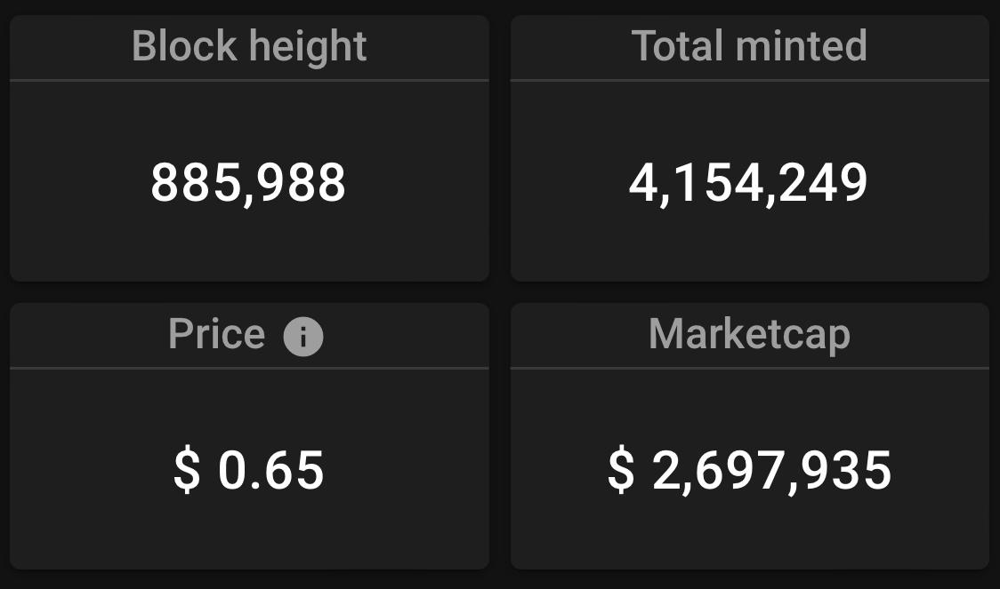 Block height
885,988
Total minted
4,154,249
Price
$ 0.65
Marketcap
$ 2,697,935